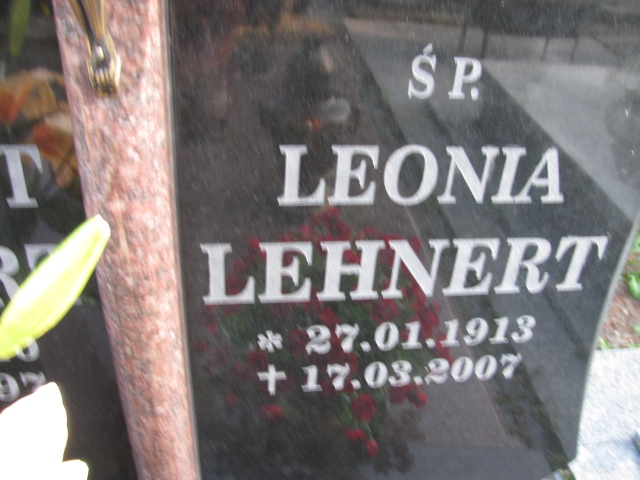 Ś P.
LEONIA
LEHNERT
* 27.01.1913
+ 17.03.2007